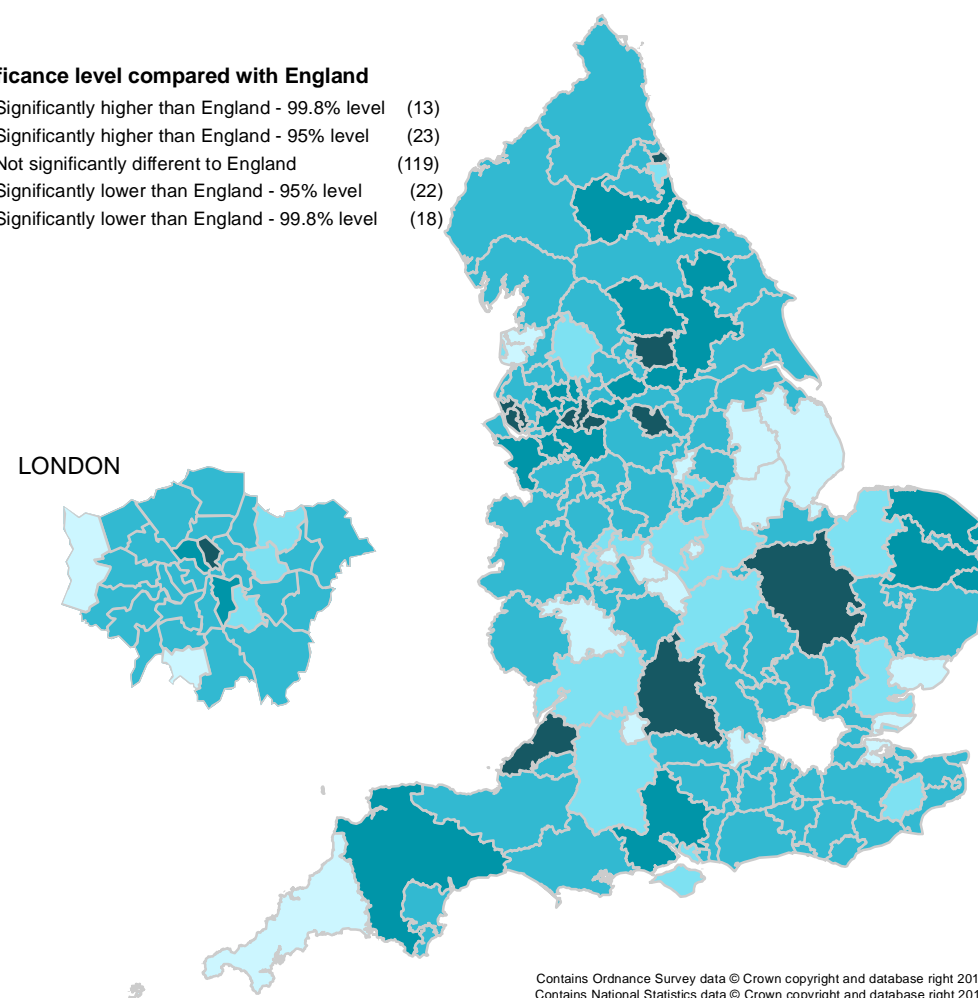 ficance level compared with England
Significantly higher than England - 99.8% level (13)
Significantly higher than England - 95% level (23)
Not significantly different to England (119)
Significantly lower than England - 95% level (22)
Significantly lower than England - 99.8% level (18)
LONDON
Contains Ordnance Survey data © Crown copyright and database right 201
Contains National Statistics data © Crown copyright and database right 201